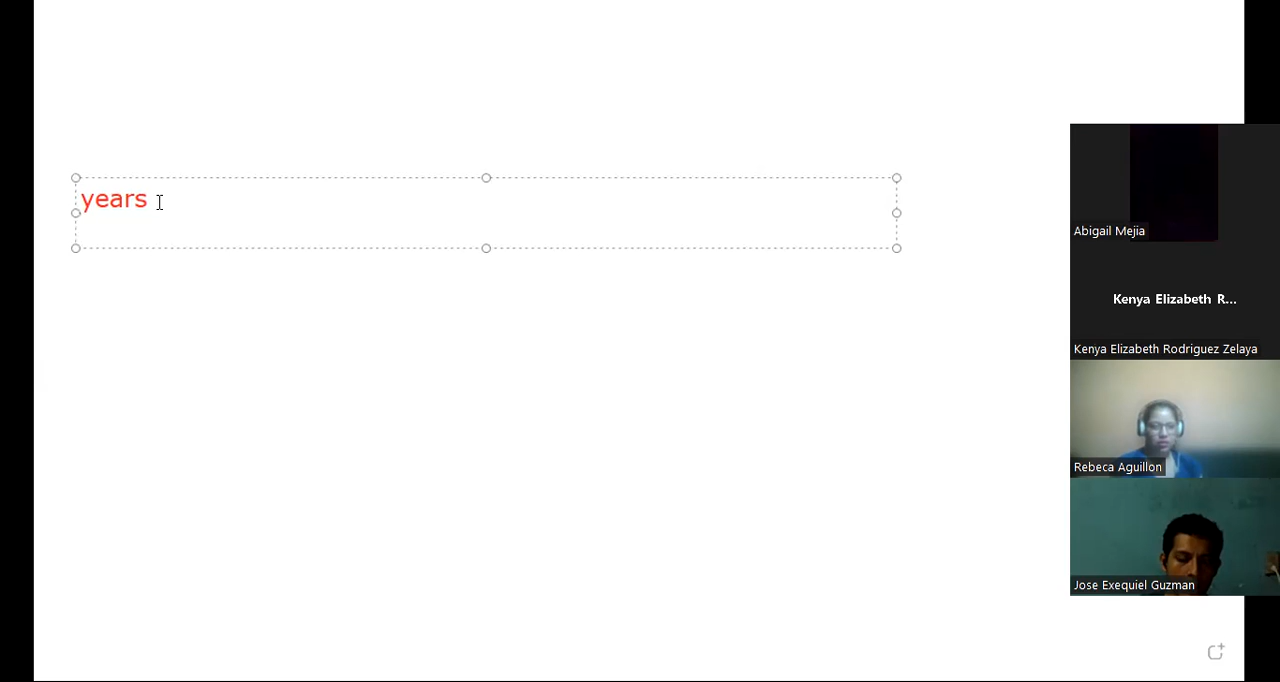 years
Abigail Mejia
Kenya Elizabeth R...
Kenya Elizabeth Rodriguez Zelaya
Rebeca Aguillon
Jose Exequiel Guzman